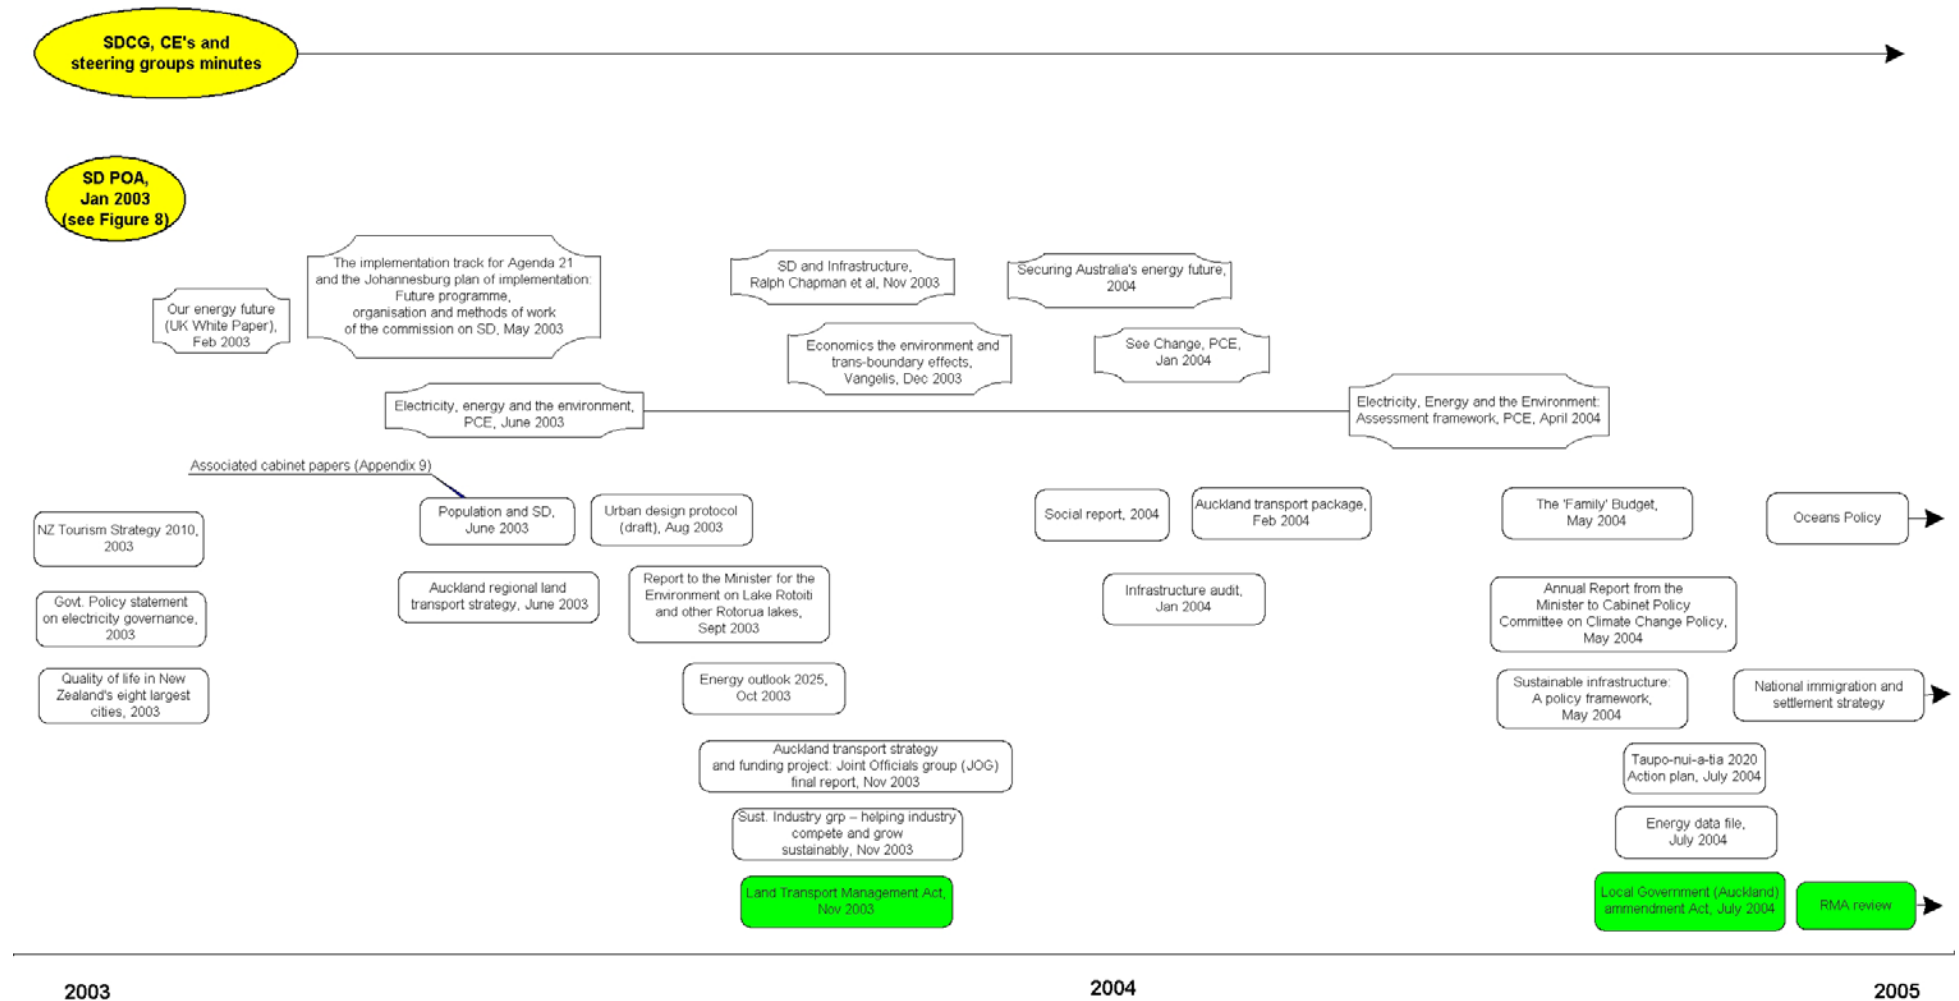 SDCG, CE's and
steering groups minutes
SD POA,
Jan 2003
(see Figure 8)
Our energy future
(UK White Paper),
Feb 2003
The implementation track for Agenda 21
and the Johannesburg plan of implementation:
Future programme,
organisation and methods of work
of the commission on SD, May 2003
SD and Infrastructure,
Ralph Chapman et al, Nov 2003
Securing Australia's energy future,
2004
Economics the environment and
trans-boundary effects,
Vangelis, Dec 2003
See Change, PCE,
Jan 2004
Electricity, energy and the environment,
PCE, June 2003
Electricity, Energy and the Environment:
Assessment framework, PCE, April 2004
Associated cabinet papers (Appendix 9)
NZ Tourism Strategy 2010,
2003
Population and SD,
June 2003
Urban design protocol
(draft), Aug 2003
Social report, 2004
Auckland transport package,
Feb 2004
The 'Family' Budget,
May 2004
Oceans Policy
Govt. Policy statement
on electricity governance,
2003
Auckland regional land
transport strategy, June 2003
Report to the Minister for the
Environment on Lake Rotoiti
and other Rotorua lakes,
Sept 2003
Infrastructure audit,
Jan 2004
Annual Report from the
Minister to Cabinet Policy
Committee on Climate Change Policy,
May 2004
Quality of life in New
Zealand's eight largest
cities, 2003
Energy outlook 2025,
Oct 2003
Sustainable infrastructure:
A policy framework,
May 2004
National immigration and
settlement strategy
Auckland transport strategy
and funding project: Joint Officials group (JOG)
final report, Nov 2003
Taupo-nui-a-tia 2020
Action plan, July 2004
Sust. Industry grp – helping industry
compete and grow
sustainably, Nov 2003
Energy data file,
July 2004
Land Transport Management Act,
Nov 2003
Local Government (Auckland)
ammendment Act, July 2004
RMA review
2003
2004
2005